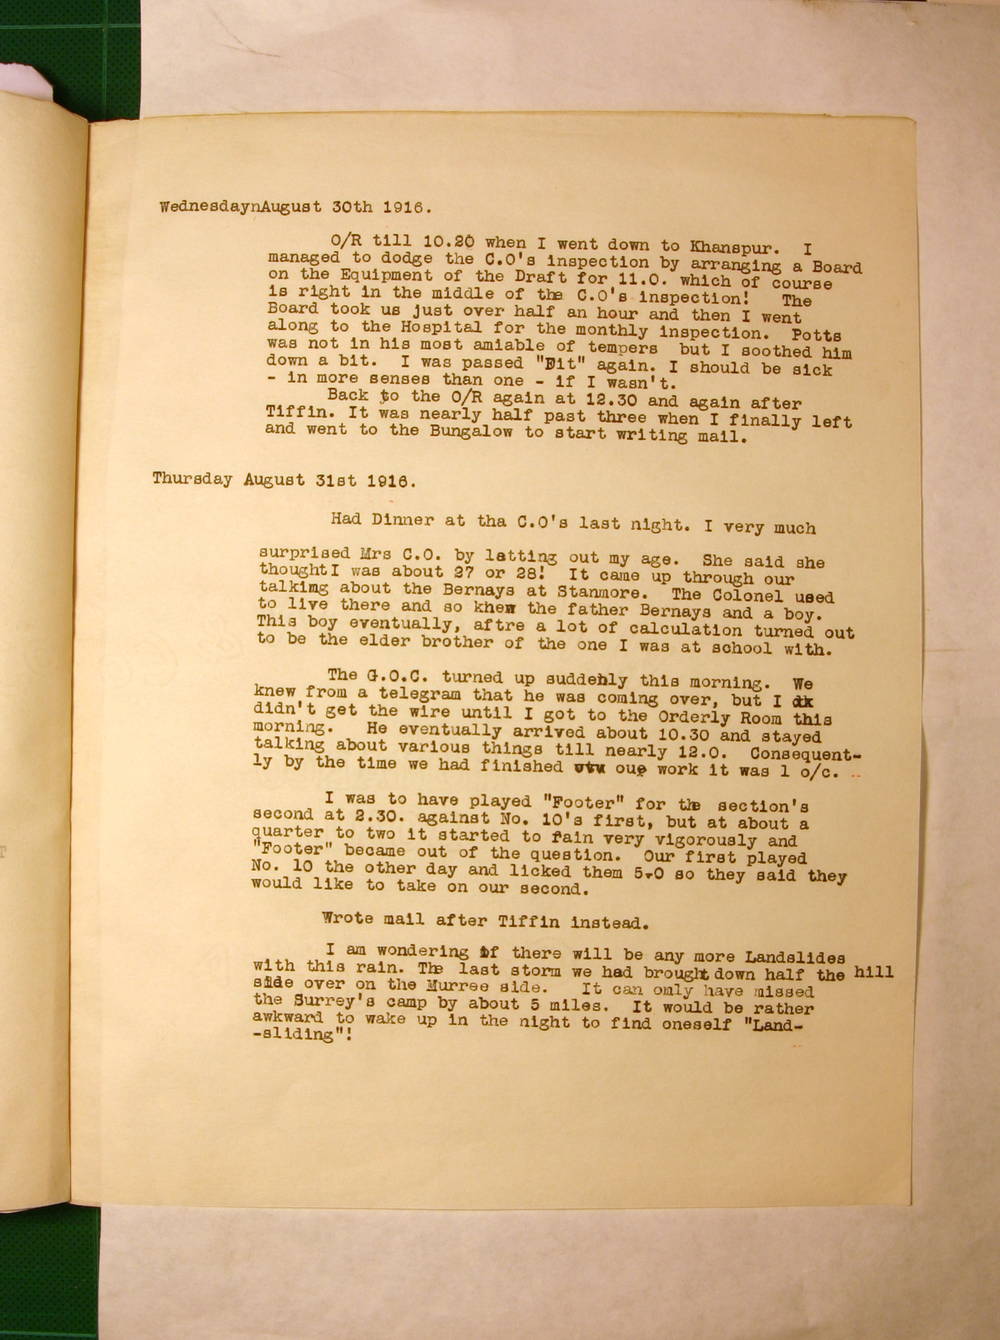 WednesdaynAugust 30th 1916.
O/R till 10.20 when I went down to Khanspur. I
managed to dodge the C.O's inspection by arranging a Board
on the Equipment of the Draft for 11.0. which of course
is right in the middle of the C.O's inspection! The
Board took us just over half an hour and then I went
along to the Hospital for the monthly inspection. Potts
was not in his most amiable of tempers but I soothed him
down a bit. I was passed "Fit" again. I should be sick
- in more senses than one - if I wasn't.
Back to the O/R again at 12.30 and again after
Tiffin. It was nearly half past three when I finally left
and went to the Bungalow to start writing mail.
Thursday August 31st 1916.
Had Dinner at tha C.O's last night. I very much
surprised Mrs C.O. by letting out my age. She said she
thought I was about 27 or 28! It came up through our
talking about the Bernays at Stanmore. The Colonel used
to live there and so knew the father Bernays and a boy.
This boy eventually, aftre a lot of calculation turned out
to be the elder brother of the one I was at school with.
The G.O.C. turned up suddenly this morning. We
knew from a telegram that he was coming over, but I
didn't get the wire until I got to the Orderly Room this
morning. He eventually arrived about 10.30 and stayed
talking about various things till nearly 12.0. Consequent-
ly by the time we had finished our work it was 1 o/c.
I was to have played "Footer" for the section's
second at 2.30. against No. 10's first, but at about a
quarter to two it started to rain very vigorously and
"Footer" became out of the question. Our first played
No. 10 the other day and licked them 5-0 so they said they
would like to take on our second.
Wrote mail after Tiffin instead.
I am wondering if there will be any more Landslides
with this rain. The last storm we had brought down half the hill
side over on the Murree side. It can only have missed
the Surrey's camp by about 5 miles. It would be rather
awkward to wake up in the night to find oneself "Land-
-sliding"!